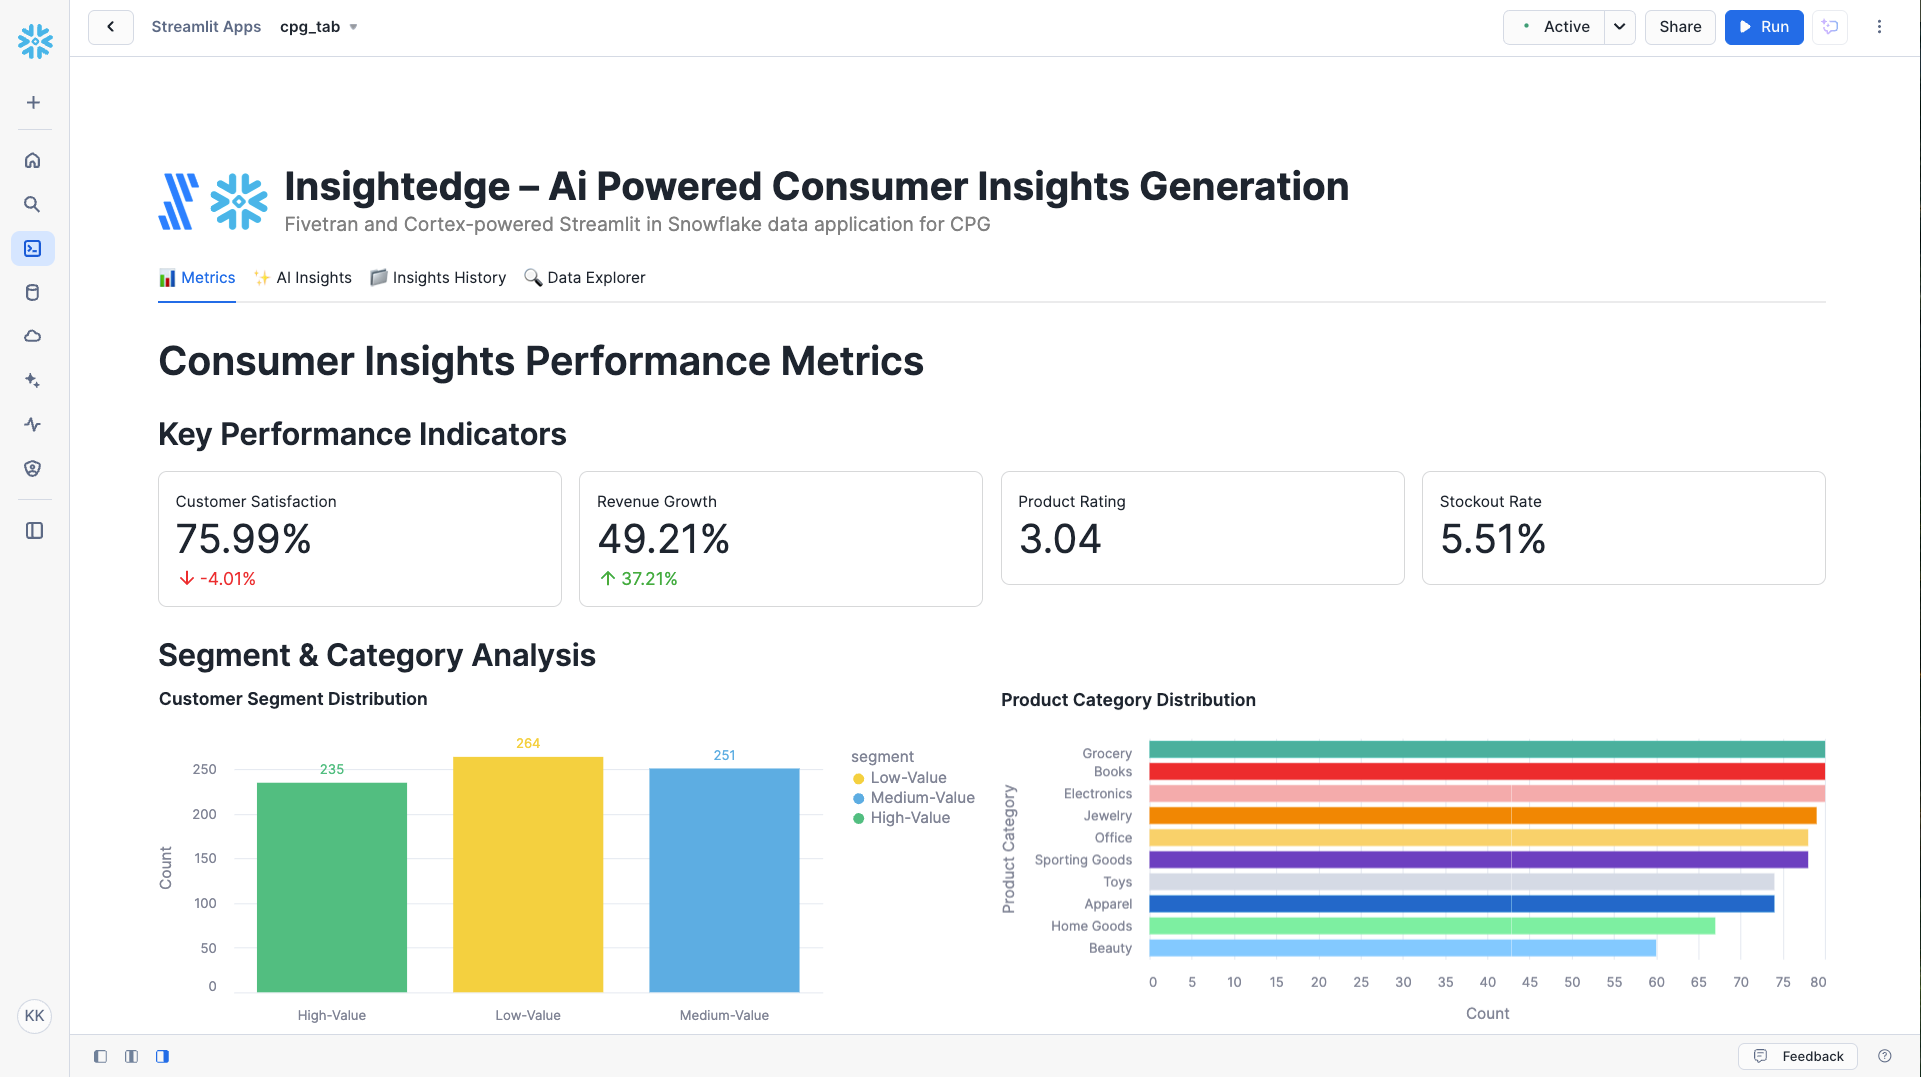 Streamlit Apps cpg_tab
Active
Share
Run
Insightedge – Ai Powered Consumer Insights Generation
Fivetran and Cortex-powered Streamlit in Snowflake data application for CPG
Metrics
AI Insights
Insights History
Data Explorer
Consumer Insights Performance Metrics
Key Performance Indicators
Customer Satisfaction
75.99%
-4.01%
Revenue Growth
49.21%
37.21%
Product Rating
3.04
Stockout Rate
5.51%
Segment & Category Analysis
Customer Segment Distribution
Count
250
200
150
100
50
0
235
264
251
High-Value
Low-Value
Medium-Value
segment
Low-Value
Medium-Value
High-Value
Product Category Distribution
Product Category
Grocery
Books
Electronics
Jewelry
Office
Sporting Goods
Toys
Apparel
Home Goods
Beauty
0 5 10 15 20 25 30 35 40 45 50 55 60 65 70 75 80
Count
KK
Feedback